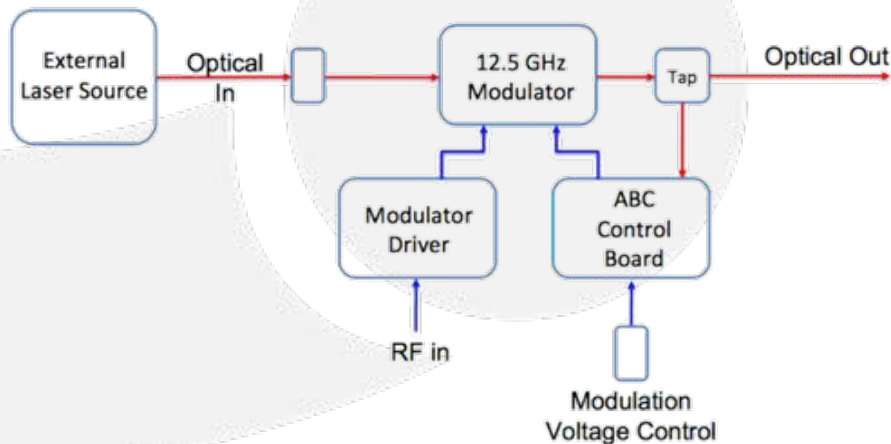 External
Laser Source
Optical
In
12.5 GHz
Modulator
Tap
Optical Out
Modulator
Driver
ABC
Control
Board
RF in
Modulation
Voltage Control